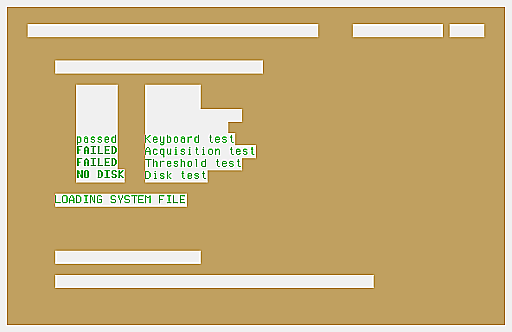 passed Keyboard test
FAILED Acquisition test
FAILED Threshold test
NO DISK Disk test
LOADING SYSTEM FILE